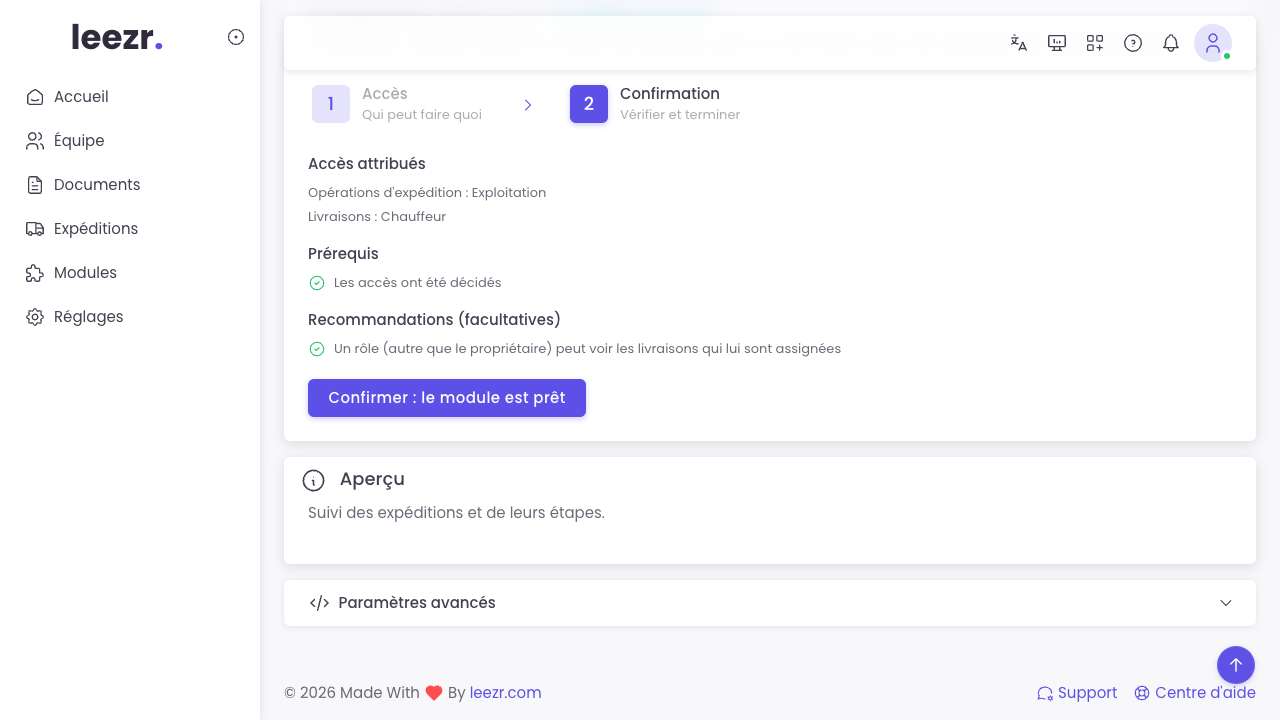 leezr.
Accueil
Équipe
Documents
Expéditions
Modules
Réglages
1
Accès
Qui peut faire quoi
2
Confirmation
Vérifier et terminer
Accès attribués
Opérations d'expédition : Exploitation
Livraisons : Chauffeur
Prérequis
Les accès ont été décidés
Recommandations (facultatives)
Un rôle (autre que le propriétaire) peut voir les livraisons qui lui sont assignées
Confirmer : le module est prêt
Aperçu
Suivi des expéditions et de leurs étapes.
Paramètres avancés
© 2026 Made With ❤ By leezr.com
Support
Centre d'aide